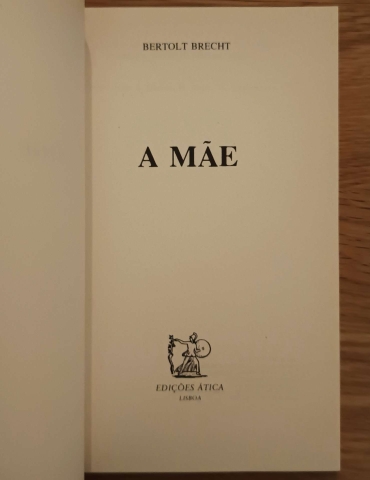 BERTOLT BRECHT
A MÃE
EDIÇÕES ÁTICA
LISBOA